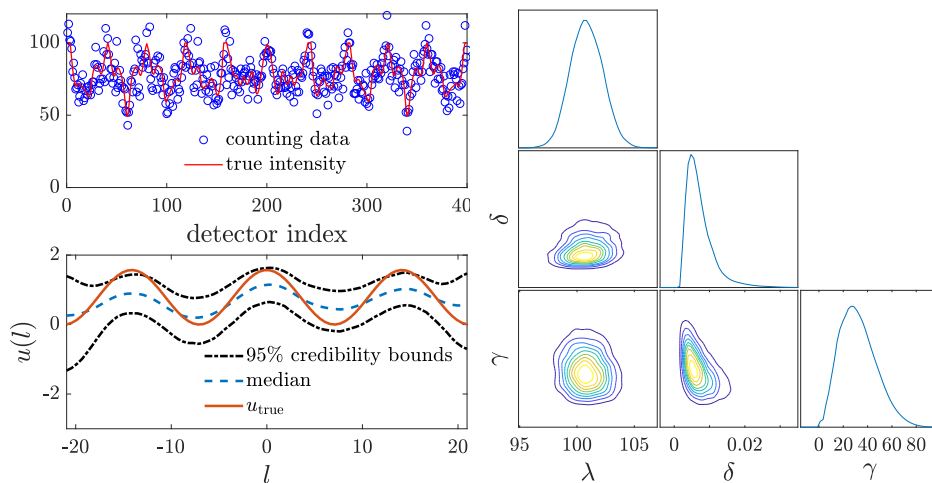 100
50
0
counting data
true intensity
0 100 200 300 40
detector index
2
0
-2
u(l)
95% credibility bounds
median
u_true
-20 -10 0 10 20
l
δ
γ
95 100 105
λ
0 0.02
δ
0 20 40 60 80
γ